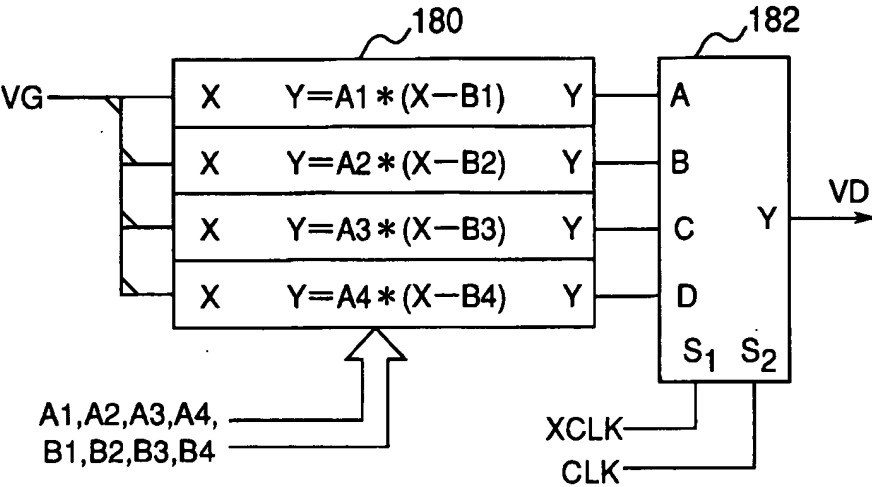 180
182
VG
X Y=A1*(X−B1) Y
X Y=A2*(X−B2) Y
X Y=A3*(X−B3) Y
X Y=A4*(X−B4) Y
A
B
C
D
Y
VD
S1 S2
A1,A2,A3,A4,
B1,B2,B3,B4
XCLK
CLK